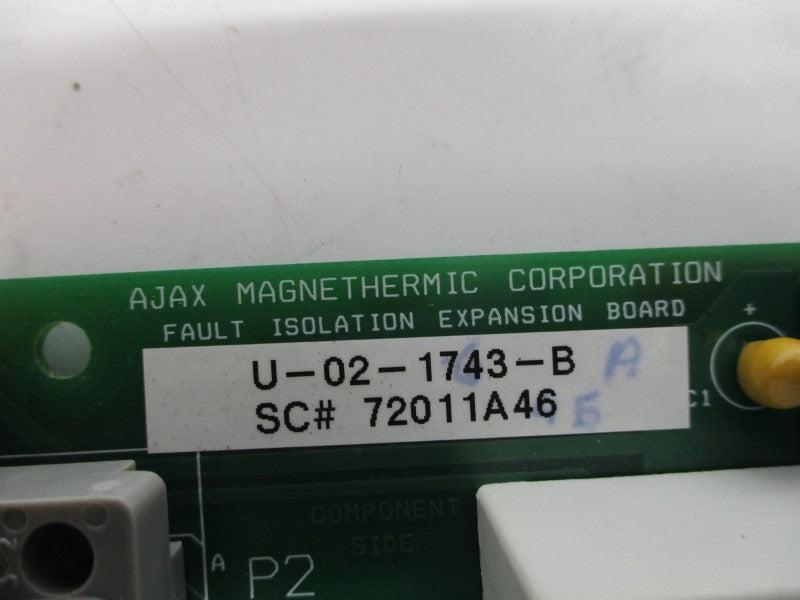 AJAX MAGNETHERMIC CORPORATION
FAULT ISOLATION EXPANSION BOARD
+
U-02-1743-B A
SC# 72011A46
C1
COMPONENT
SIDE
A
P2